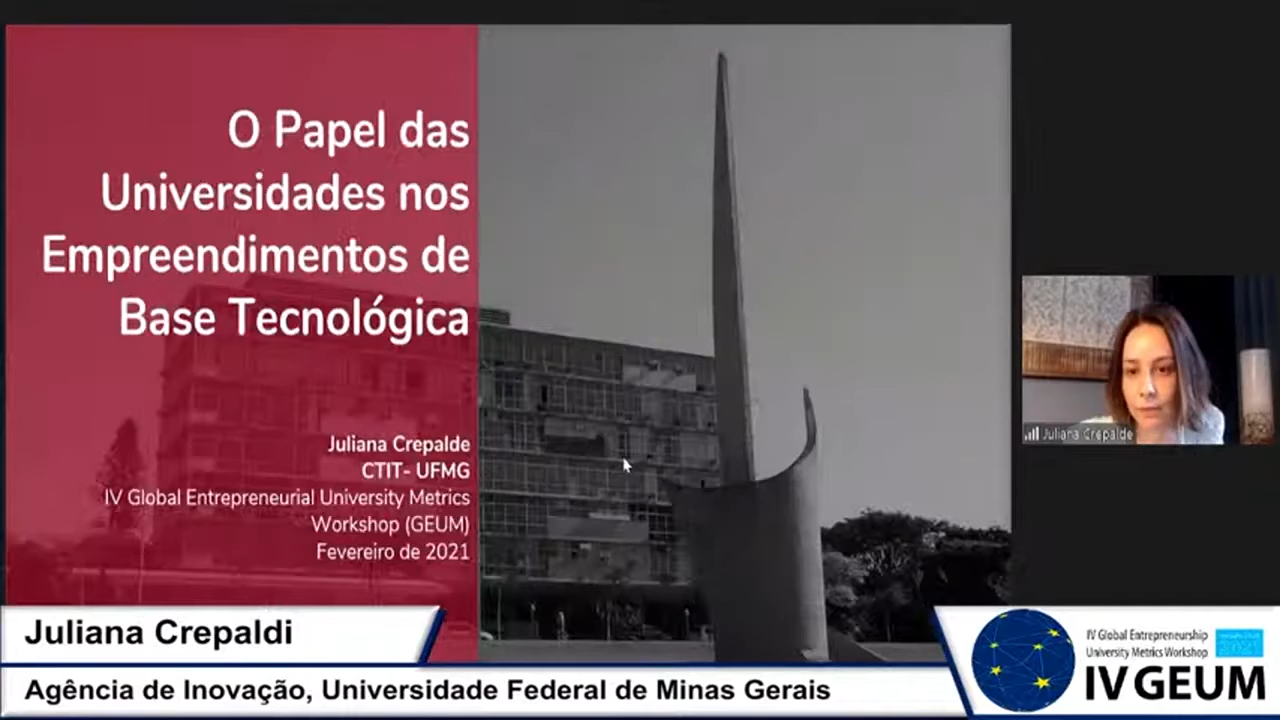 O Papel das
Universidades nos
Empreendimentos de
Base Tecnológica
Juliana Crepalde
CTIT- UFMG
IV Global Entrepreneurial University Metrics
Workshop (GEUM)
Fevereiro de 2021
Juliana Crepalde
Juliana Crepaldi
Agência de Inovação, Universidade Federal de Minas Gerais
IV Global Entrepreneurship
University Metrics Workshop
IV GEUM